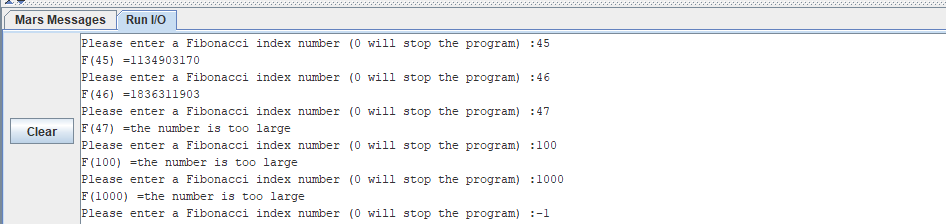 Mars Messages Run I/O
Please enter a Fibonacci index number (0 will stop the program) :45
F(45) =1134903170
Please enter a Fibonacci index number (0 will stop the program) :46
F(46) =1836311903
Please enter a Fibonacci index number (0 will stop the program) :47
F(47) =the number is too large
Please enter a Fibonacci index number (0 will stop the program) :100
F(100) =the number is too large
Please enter a Fibonacci index number (0 will stop the program) :1000
F(1000) =the number is too large
Please enter a Fibonacci index number (0 will stop the program) :-1
Clear